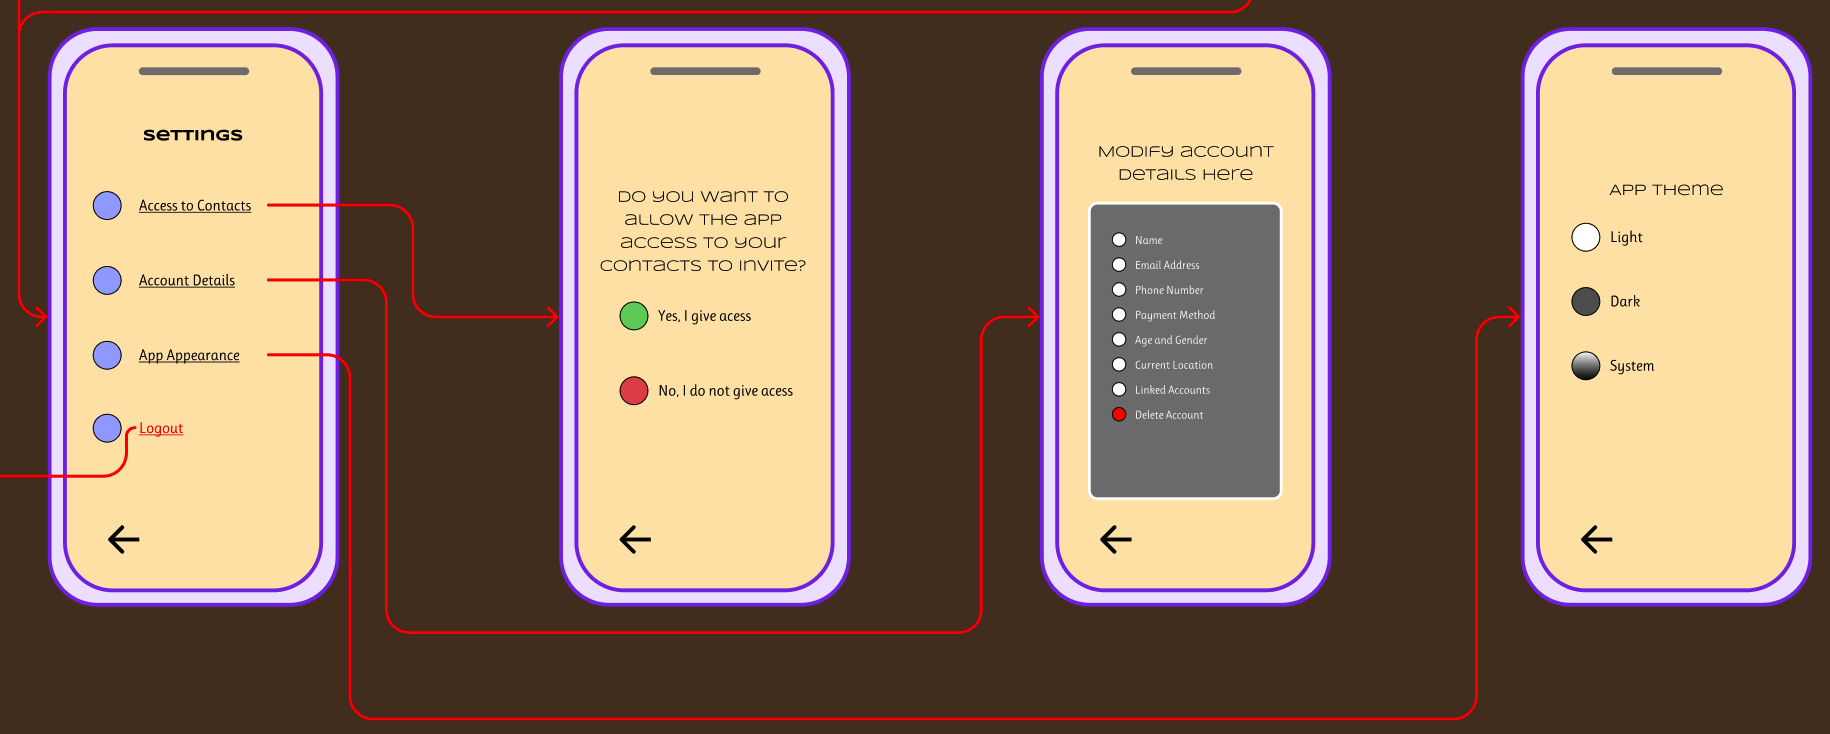 SETTINGS
Access to Contacts
Account Details
App Appearance
Logout
DO YOU WANT TO
ALLOW THE APP
ACCESS TO YOUR
CONTACTS TO INVITE?
Yes, I give acess
No, I do not give acess
MODIFY ACCOUNT
DETAILS HERE
Name
Email Address
Phone Number
Payment Method
Age and Gender
Current Location
Linked Accounts
Delete Account
APP THEME
Light
Dark
System